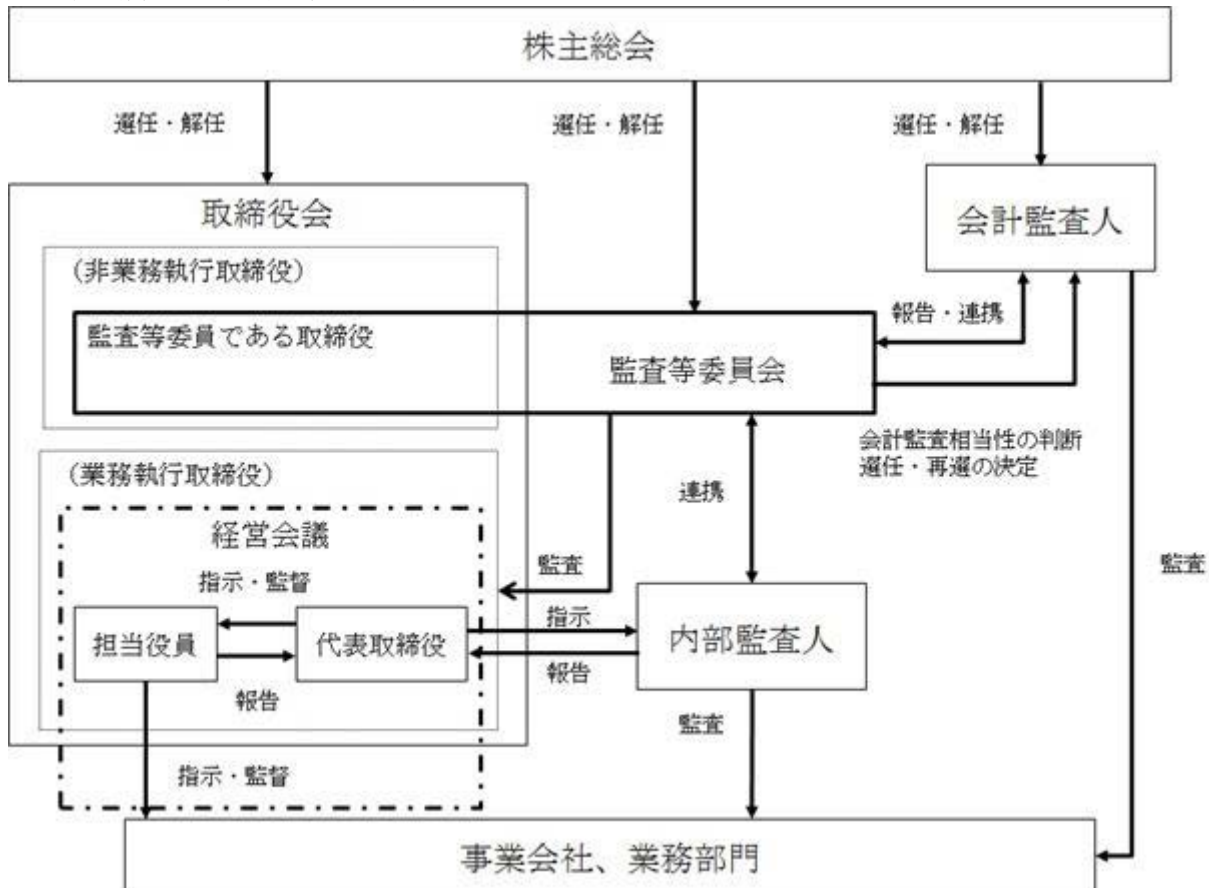 株主総会
選任・解任
選任・解任
選任・解任
取締役会
会計監査人
(非業務執行取締役)
監査等委員である取締役
監査等委員会
報告・連携
会計監査相当性の判断
選任・再選の決定
(業務執行取締役)
連携
経営会議
監査
監査
指示・監督
担当役員
代表取締役
指示
内部監査人
報告
報告
監査
指示・監督
事業会社、業務部門